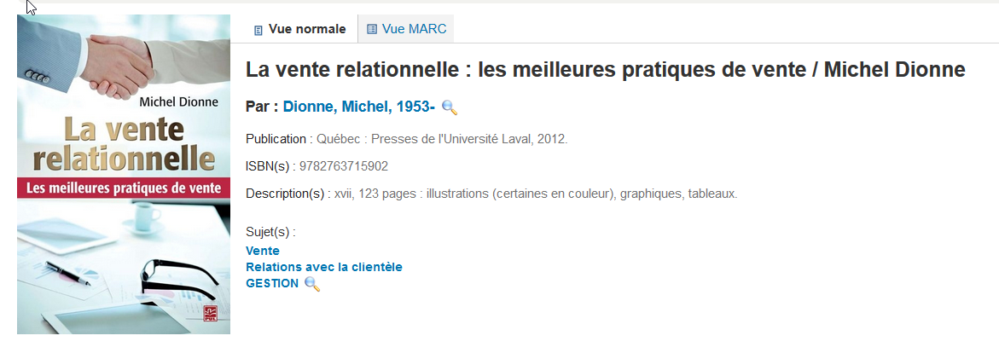 Vue normale
Vue MARC
Michel Dionne
La vente
relationnelle
Les meilleures pratiques de vente
PUL
La vente relationnelle : les meilleures pratiques de vente / Michel Dionne
Par : Dionne, Michel, 1953-
Publication : Québec : Presses de l'Université Laval, 2012.
ISBN(s) : 9782763715902
Description(s) : xvii, 123 pages : illustrations (certaines en couleur), graphiques, tableaux.
Sujet(s) :
Vente
Relations avec la clientèle
GESTION